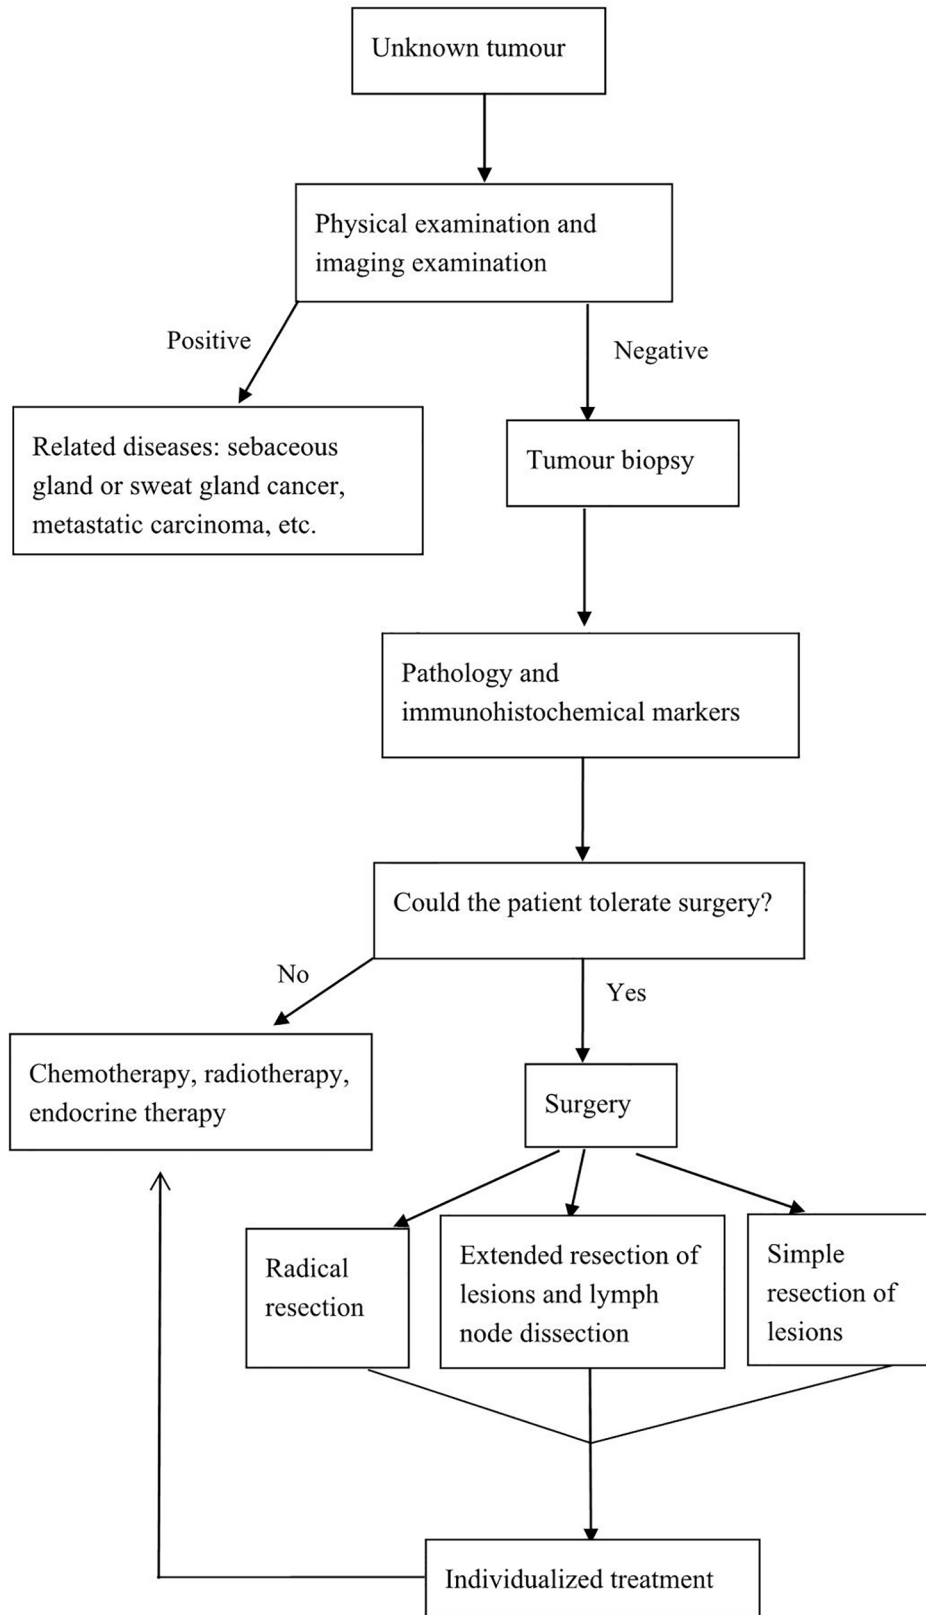 Unknown tumour
Physical examination and
imaging examination
Positive
Negative
Related diseases: sebaceous
gland or sweat gland cancer,
metastatic carcinoma, etc.
Tumour biopsy
Pathology and
immunohistochemical markers
Could the patient tolerate surgery?
No
Yes
Chemotherapy, radiotherapy,
endocrine therapy
Surgery
Radical
resection
Extended resection of
lesions and lymph
node dissection
Simple
resection of
lesions
Individualized treatment